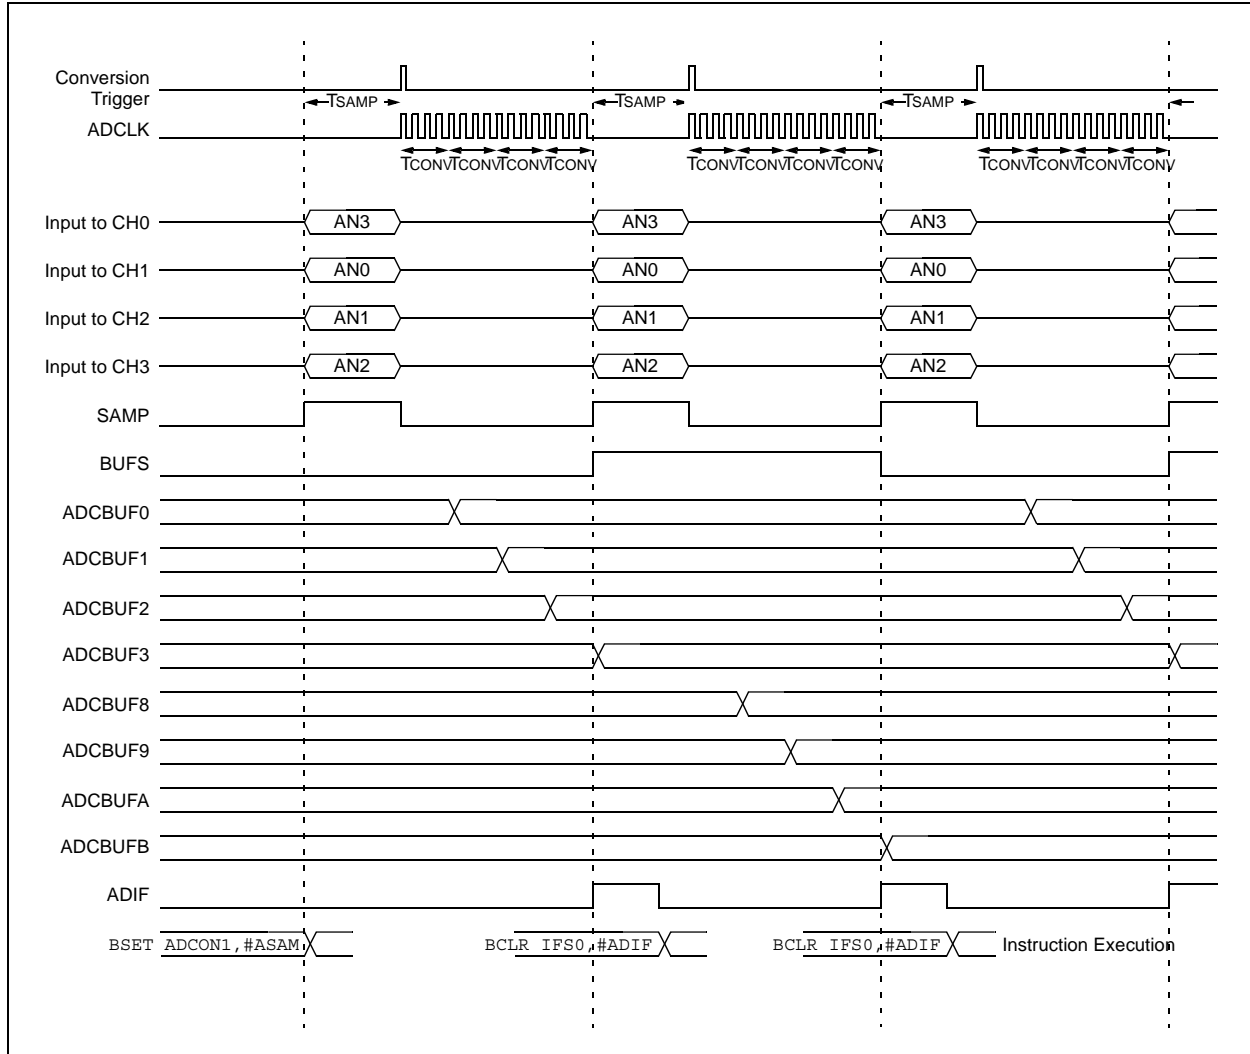 Conversion
Trigger
TSAMP TSAMP TSAMP
ADCLK
TCONV TCONV TCONV TCONV TCONV TCONV TCONV TCONV TCONV TCONV TCONV TCONV
Input to CH0 AN3 AN3 AN3
Input to CH1 AN0 AN0 AN0
Input to CH2 AN1 AN1 AN1
Input to CH3 AN2 AN2 AN2
SAMP
BUFS
ADCBUF0
ADCBUF1
ADCBUF2
ADCBUF3
ADCBUF8
ADCBUF9
ADCBUFA
ADCBUFB
ADIF
BSET ADCON1,#ASAM BCLR IFS0,#ADIF BCLR IFS0,#ADIF Instruction Execution